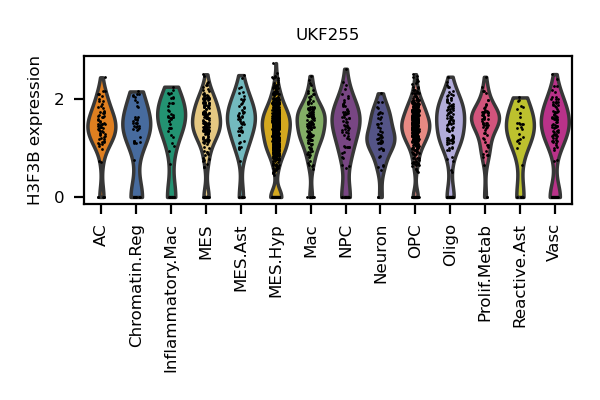 UKF255
H3F3B expression
2
0
AC
Chromatin.Reg
Inflammatory.Mac
MES
MES.Ast
MES.Hyp
Mac
NPC
Neuron
OPC
Oligo
Prolif.Metab
Reactive.Ast
Vasc